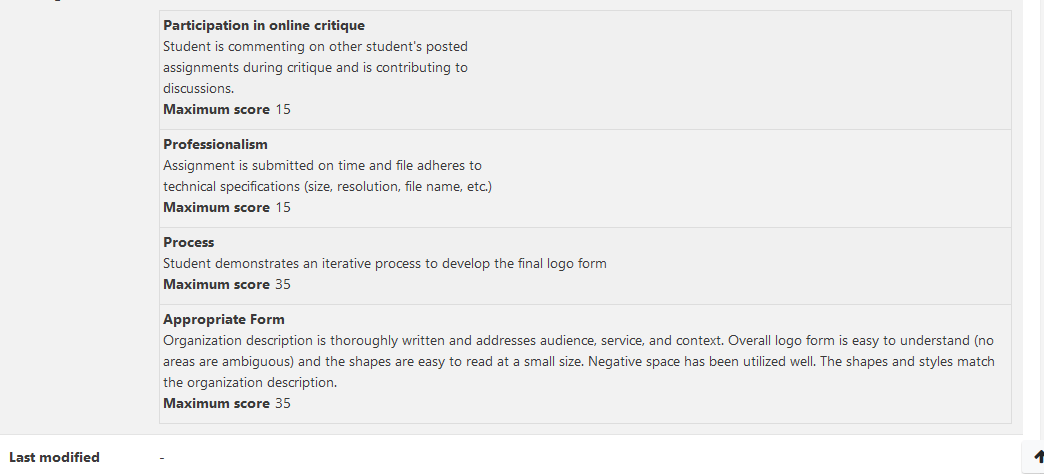 Participation in online critique
Student is commenting on other student's posted
assignments during critique and is contributing to
discussions.
Maximum score 15
Professionalism
Assignment is submitted on time and file adheres to
technical specifications (size, resolution, file name, etc.)
Maximum score 15
Process
Student demonstrates an iterative process to develop the final logo form
Maximum score 35
Appropriate Form
Organization description is thoroughly written and addresses audience, service, and context. Overall logo form is easy to understand (no
areas are ambiguous) and the shapes are easy to read at a small size. Negative space has been utilized well. The shapes and styles match
the organization description.
Maximum score 35
Last modified -